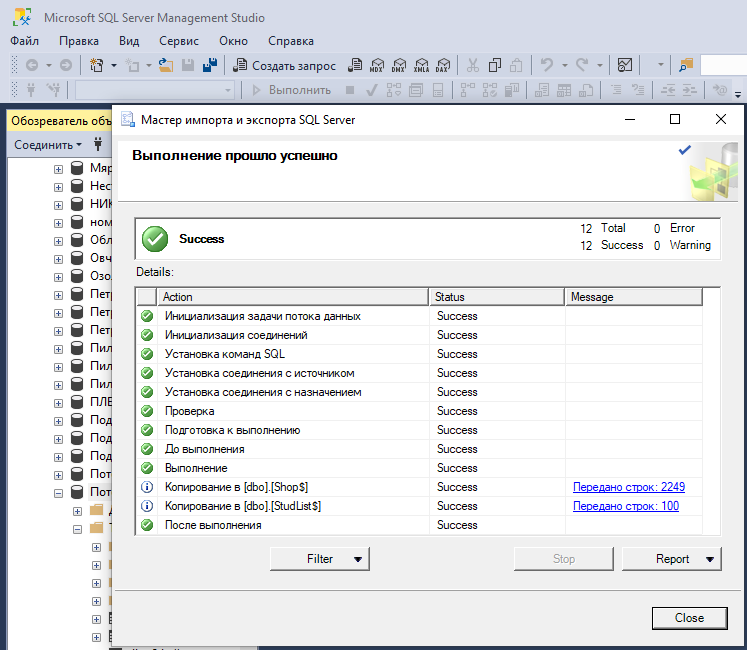 Microsoft SQL Server Management Studio
Файл Правка Вид Сервис Окно Справка
Создать запрос MDX DMX XMLA DAX
Выполнить
Обозреватель объ
Соединить
Мяр
Нес
НИК
ном
Обл
Овч
Озо
Петр
Петр
Петр
Пил
Пил
Пил
ПЛЕ
Под
Под
Под
Пот
Пот
Мастер импорта и экспорта SQL Server
Выполнение прошло успешно
Success
12 Total 0 Error
12 Success 0 Warning
Details:
Action Status Message
Инициализация задачи потока данных Success
Инициализация соединений Success
Установка команд SQL Success
Установка соединения с источником Success
Установка соединения с назначением Success
Проверка Success
Подготовка к выполнению Success
До выполнения Success
Выполнение Success
Копирование в [dbo].[Shop$] Success Передано строк: 2249
Копирование в [dbo].[StudList$] Success Передано строк: 100
После выполнения Success
Filter Stop Report
Close